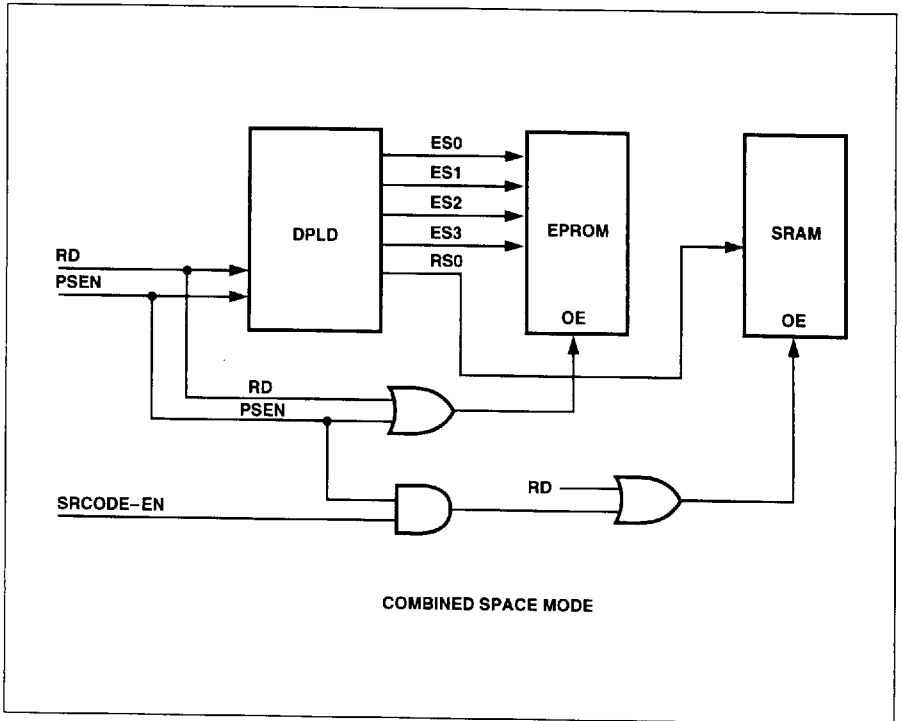 ES0
ES1
ES2
ES3
RS0
DPLD
EPROM
OE
SRAM
OE
RD
PSEN
RD
PSEN
SRCODE-EN
RD
COMBINED SPACE MODE